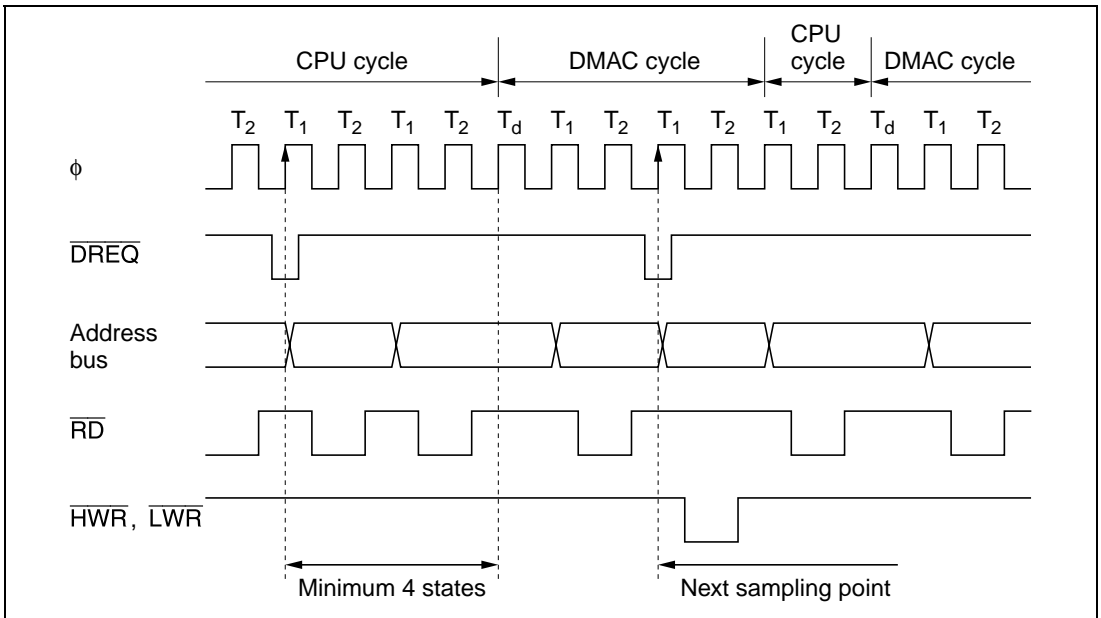 CPU cycle DMAC cycle CPU cycle DMAC cycle
T2 T1 T2 T1 T2 Td T1 T2 T1 T2 T1 T2 Td T1 T2
φ
DREQ
Address
bus
RD
HWR, LWR
Minimum 4 states Next sampling point